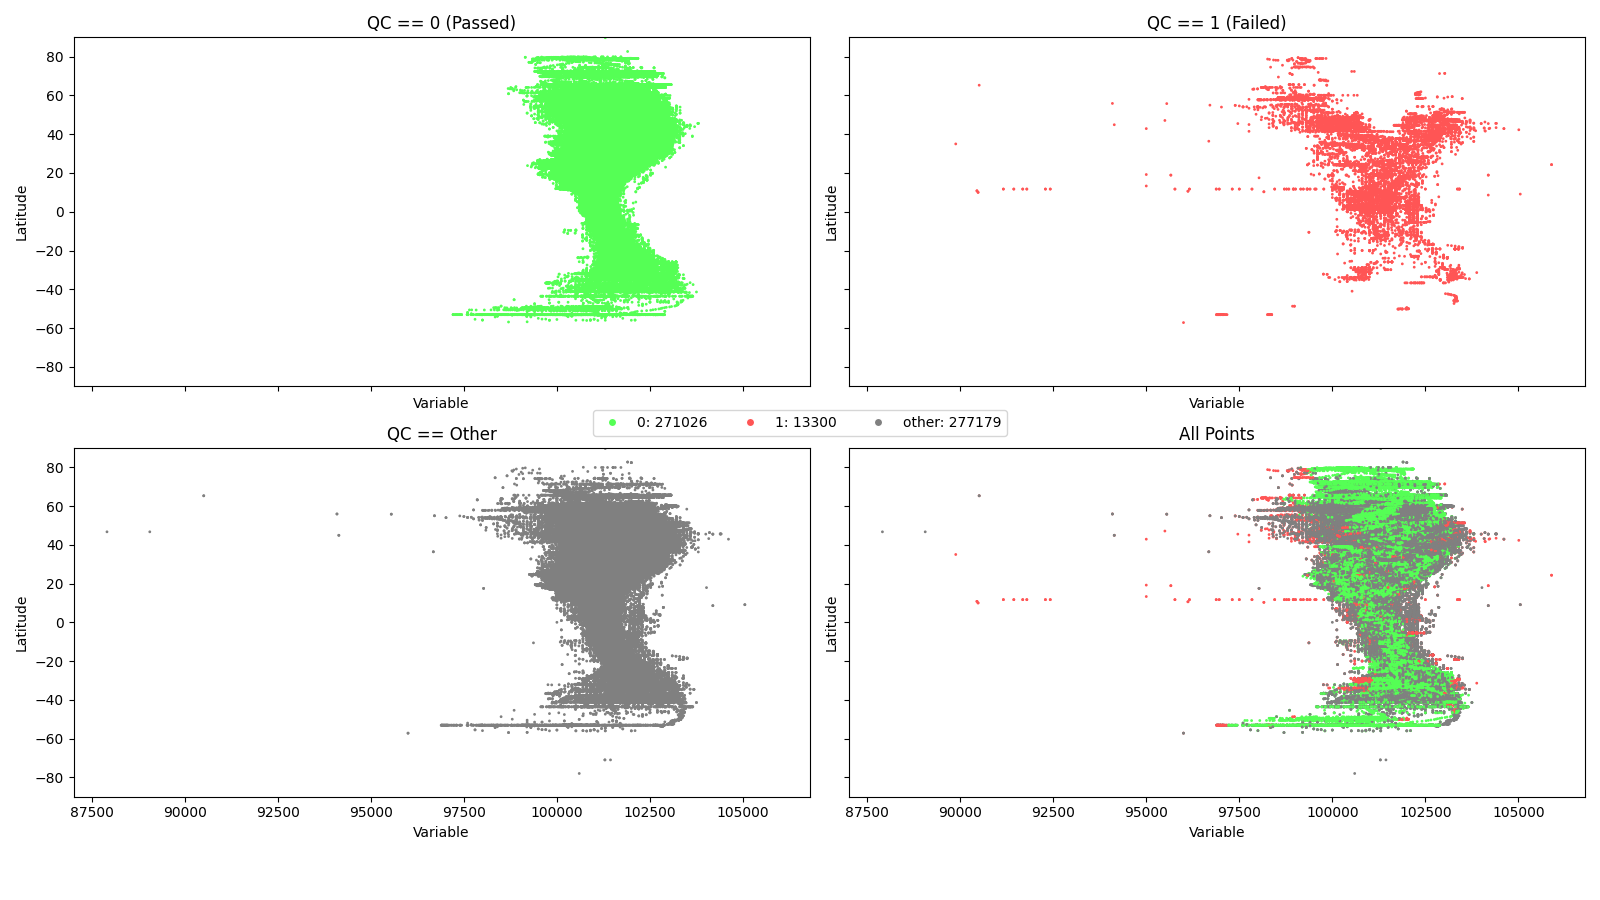 QC == 0 (Passed)
QC == 1 (Failed)
80
60
40
20
0
−20
−40
−60
−80
Latitude
Latitude
Variable
Variable
0: 271026
1: 13300
other: 277179
QC == Other
All Points
80
60
40
20
0
−20
−40
−60
−80
Latitude
Latitude
87500 90000 92500 95000 97500 100000 102500 105000
87500 90000 92500 95000 97500 100000 102500 105000
Variable
Variable